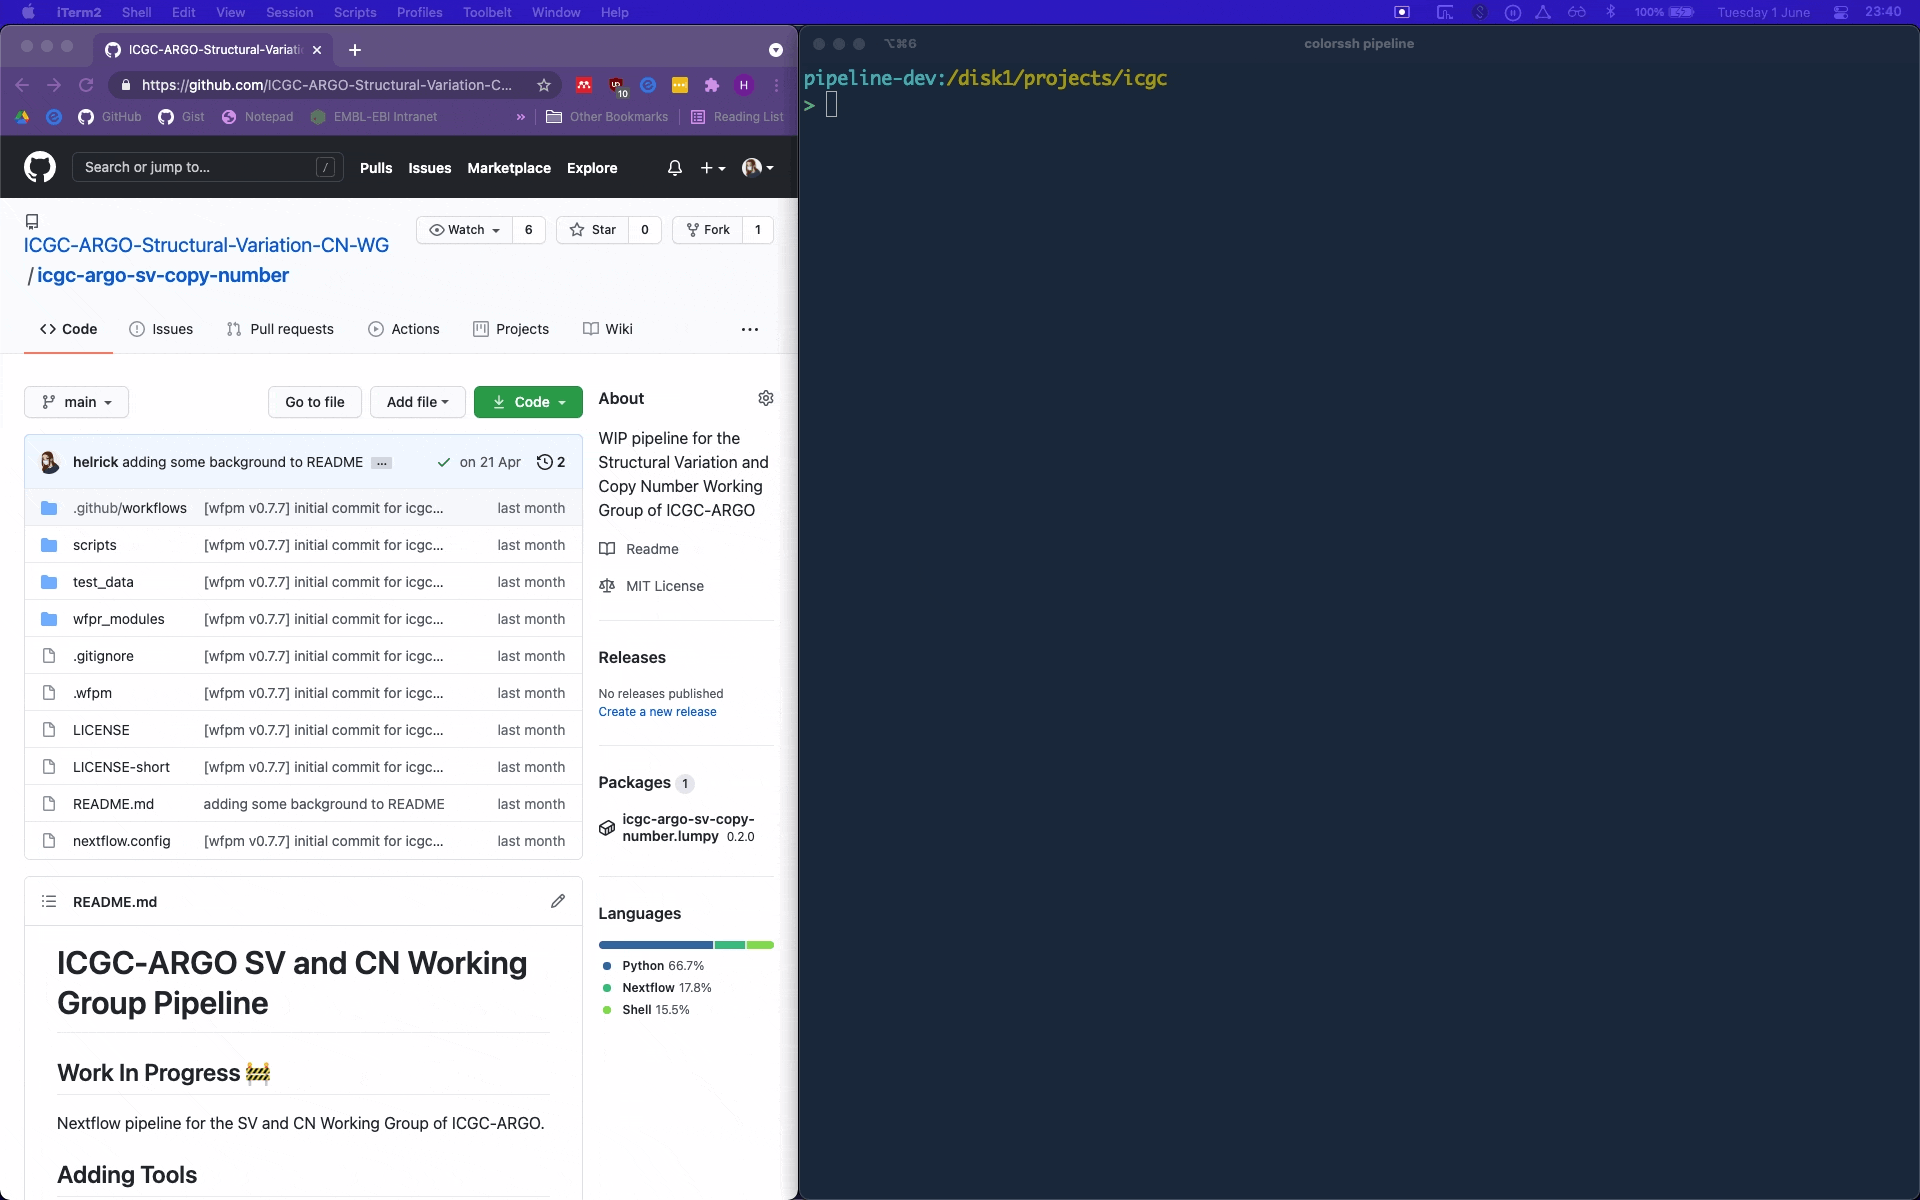 iTerm2 Shell Edit View Session Scripts Profiles Toolbelt Window Help 100% Tuesday 1 June 23:40
ICGC-ARGO-Structural-Variati
https://github.com/ICGC-ARGO-Structural-Variation-C... 10 H
GitHub Gist Notepad EMBL-EBI Intranet » Other Bookmarks Reading List
Search or jump to... / Pulls Issues Marketplace Explore
ICGC-ARGO-Structural-Variation-CN-WG
/ icgc-argo-sv-copy-number
Watch 6 Star 0 Fork 1
Code Issues Pull requests Actions Projects Wiki ...
main Go to file Add file Code
helrick adding some background to README ... on 21 Apr 2
.github/workflows [wfpm v0.7.7] initial commit for icgc... last month
scripts [wfpm v0.7.7] initial commit for icgc... last month
test_data [wfpm v0.7.7] initial commit for icgc... last month
wfpr_modules [wfpm v0.7.7] initial commit for icgc... last month
.gitignore [wfpm v0.7.7] initial commit for icgc... last month
.wfpm [wfpm v0.7.7] initial commit for icgc... last month
LICENSE [wfpm v0.7.7] initial commit for icgc... last month
LICENSE-short [wfpm v0.7.7] initial commit for icgc... last month
README.md adding some background to README last month
nextflow.config [wfpm v0.7.7] initial commit for icgc... last month
README.md
ICGC-ARGO SV and CN Working
Group Pipeline
Work In Progress 🚧
Nextflow pipeline for the SV and CN Working Group of ICGC-ARGO.
Adding Tools
About
WIP pipeline for the
Structural Variation and
Copy Number Working
Group of ICGC-ARGO
Readme
MIT License
Releases
No releases published
Create a new release
Packages 1
icgc-argo-sv-copy-
number.lumpy 0.2.0
Languages
Python 66.7%
Nextflow 17.8%
Shell 15.5%
⌥⌘6 colorssh pipeline
pipeline-dev:/disk1/projects/icgc
>